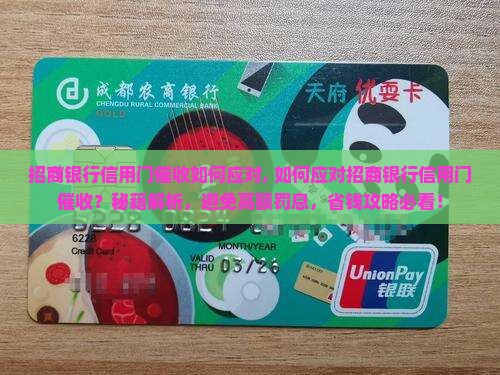 成都农商银行
CHENGDU RURAL COMMERCIAL BANK
GOLD
天府 优耍卡
招商银行信用门催收如何应对, 如何应对招商银行信用门
催收？秘籍解析，避免高额罚息，省钱攻略必看！
6228
Credit Card
VALID
THRU
03/26
UnionPay
银联